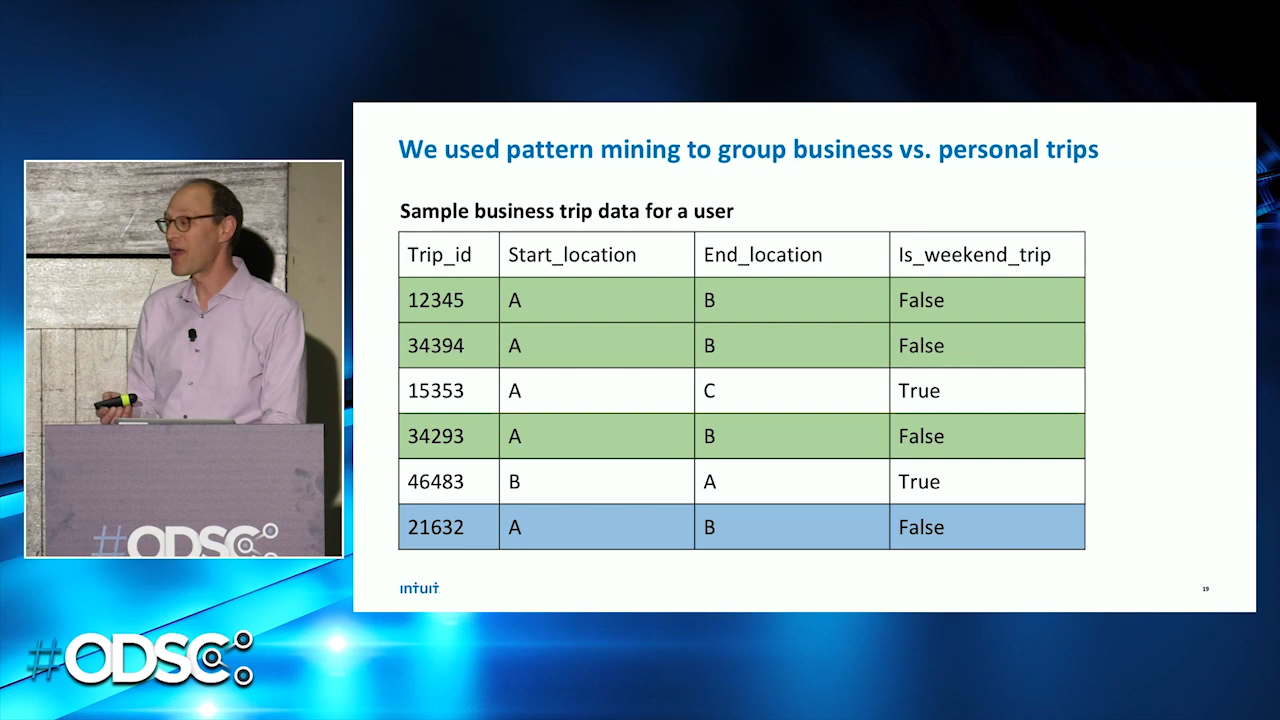 We used pattern mining to group business vs. personal trips
Sample business trip data for a user
Trip_id Start_location End_location Is_weekend_trip
12345 A B False
34394 A B False
15353 A C True
34293 A B False
46483 B A True
21632 A B False
intuit
19
#ODSC
#ODSC